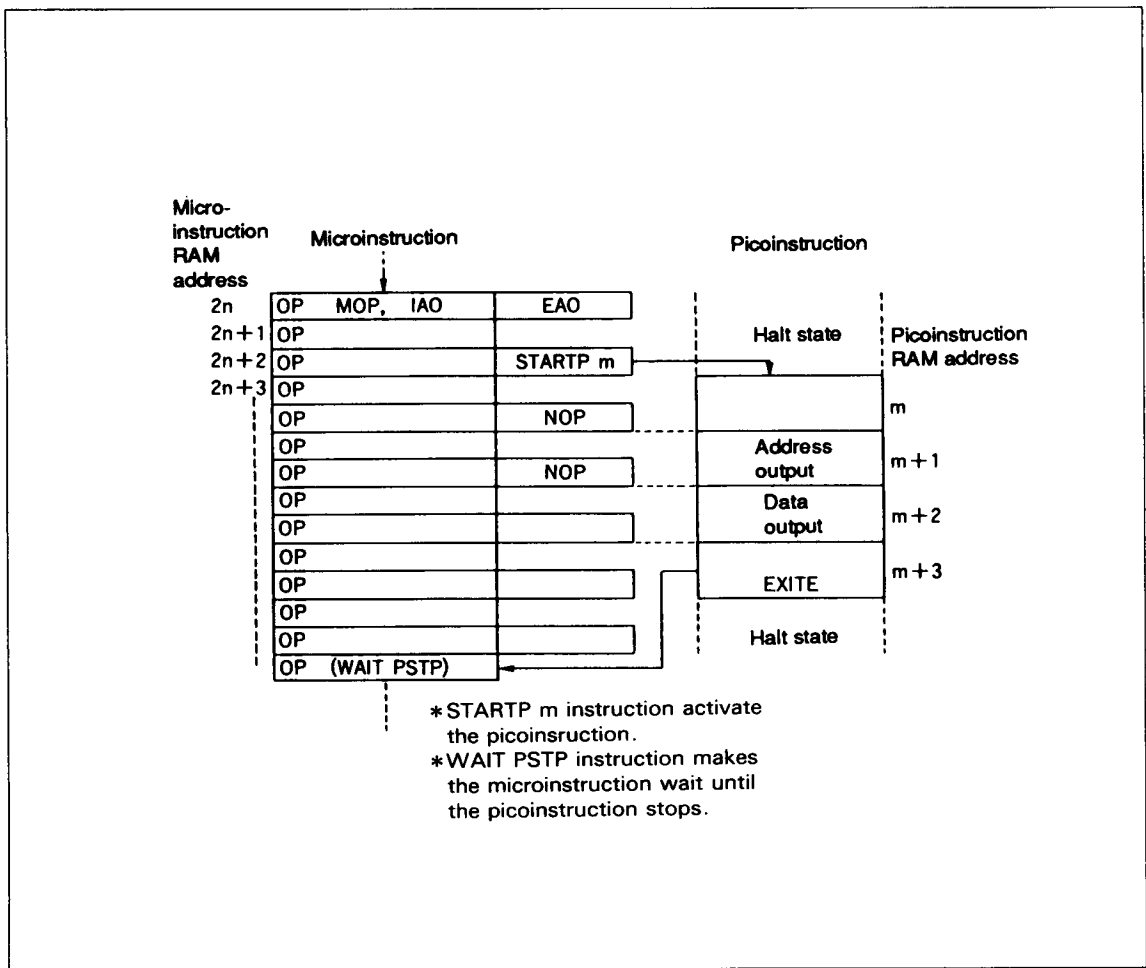 Micro-
instruction
RAM
address
Microinstruction
Picoinstruction
2n OP MOP, IAO EAO
2n+1 OP
Halt state
Picoinstruction
RAM address
2n+2 OP STARTP m
2n+3 OP
m
OP NOP
OP
Address
output
m+1
OP NOP
OP
Data
output
m+2
OP
OP
m+3
OP
EXITE
OP
OP
Halt state
OP (WAIT PSTP)
*STARTP m instruction activate
the picoinsruction.
*WAIT PSTP instruction makes
the microinstruction wait until
the picoinstruction stops.